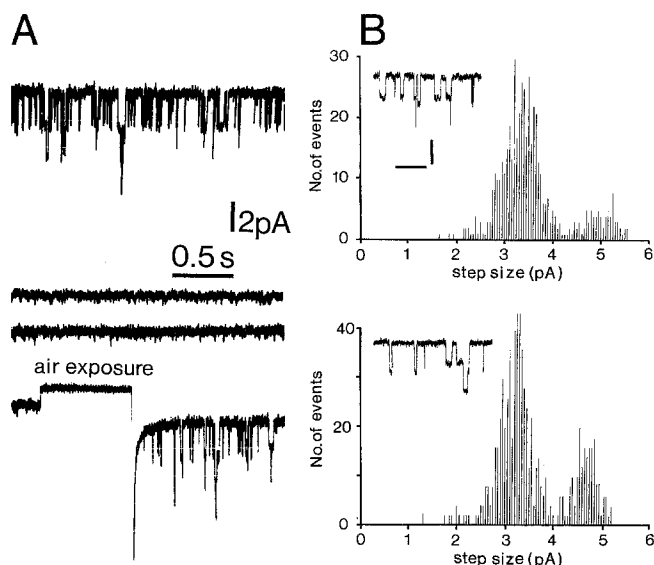 A
2pA
0.5s
air exposure
B
30
20
10
0
No.of events
0 1 2 3 4 5 6
step size (pA)
40
20
0
No.of events
0 1 2 3 4 5 6
step size (pA)